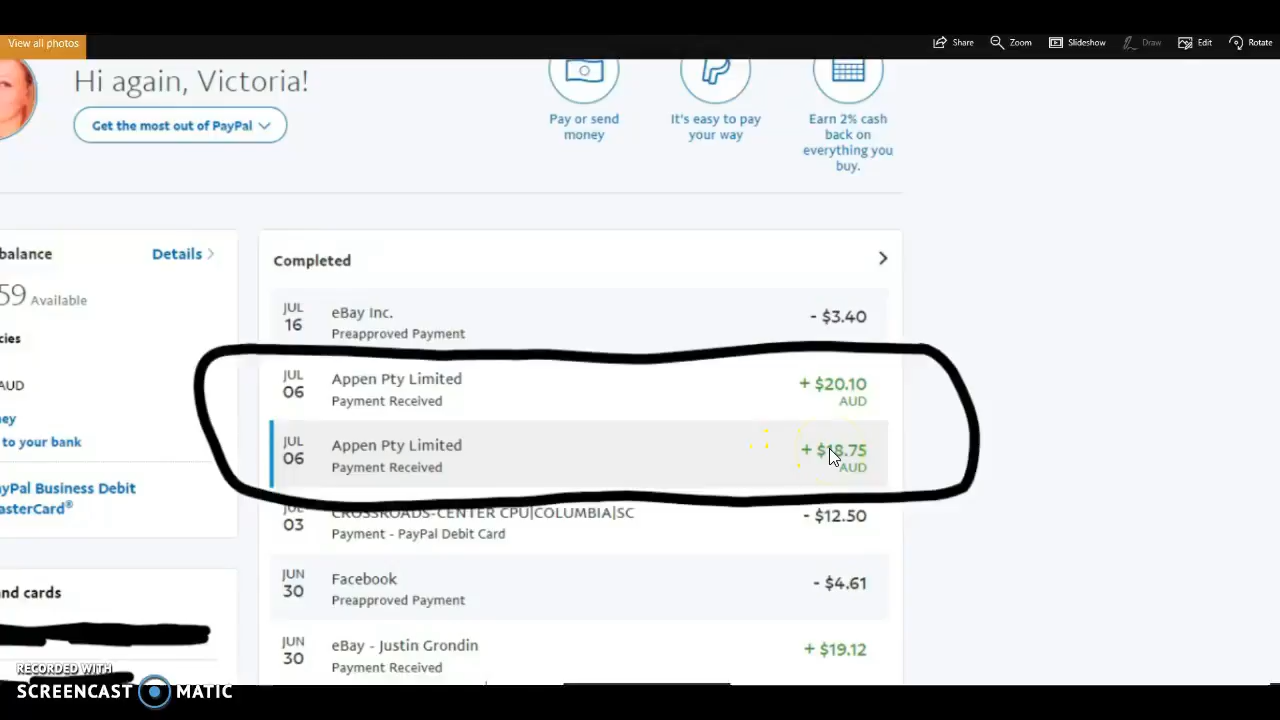 View all photos
Share
Zoom
Slideshow
Draw
Edit
Rotate
Hi again, Victoria!
Get the most out of PayPal
Pay or send
money
It's easy to pay
your way
Earn 2% cash
back on
everything you
buy.
balance
Details
59 Available
cies
AUD
ney
to your bank
yPal Business Debit
asterCard®
nd cards
Completed
JUL
16
eBay Inc.
Preapproved Payment
- $3.40
JUL
06
Appen Pty Limited
Payment Received
+ $20.10
AUD
JUL
06
Appen Pty Limited
Payment Received
+ $18.75
AUD
JUL
03
CROSSROADS-CENTER CPU|COLUMBIA|SC
Payment - PayPal Debit Card
- $12.50
JUN
30
Facebook
Preapproved Payment
- $4.61
JUN
30
eBay - Justin Grondin
Payment Received
+ $19.12
RECORDED WITH
SCREENCAST MATIC